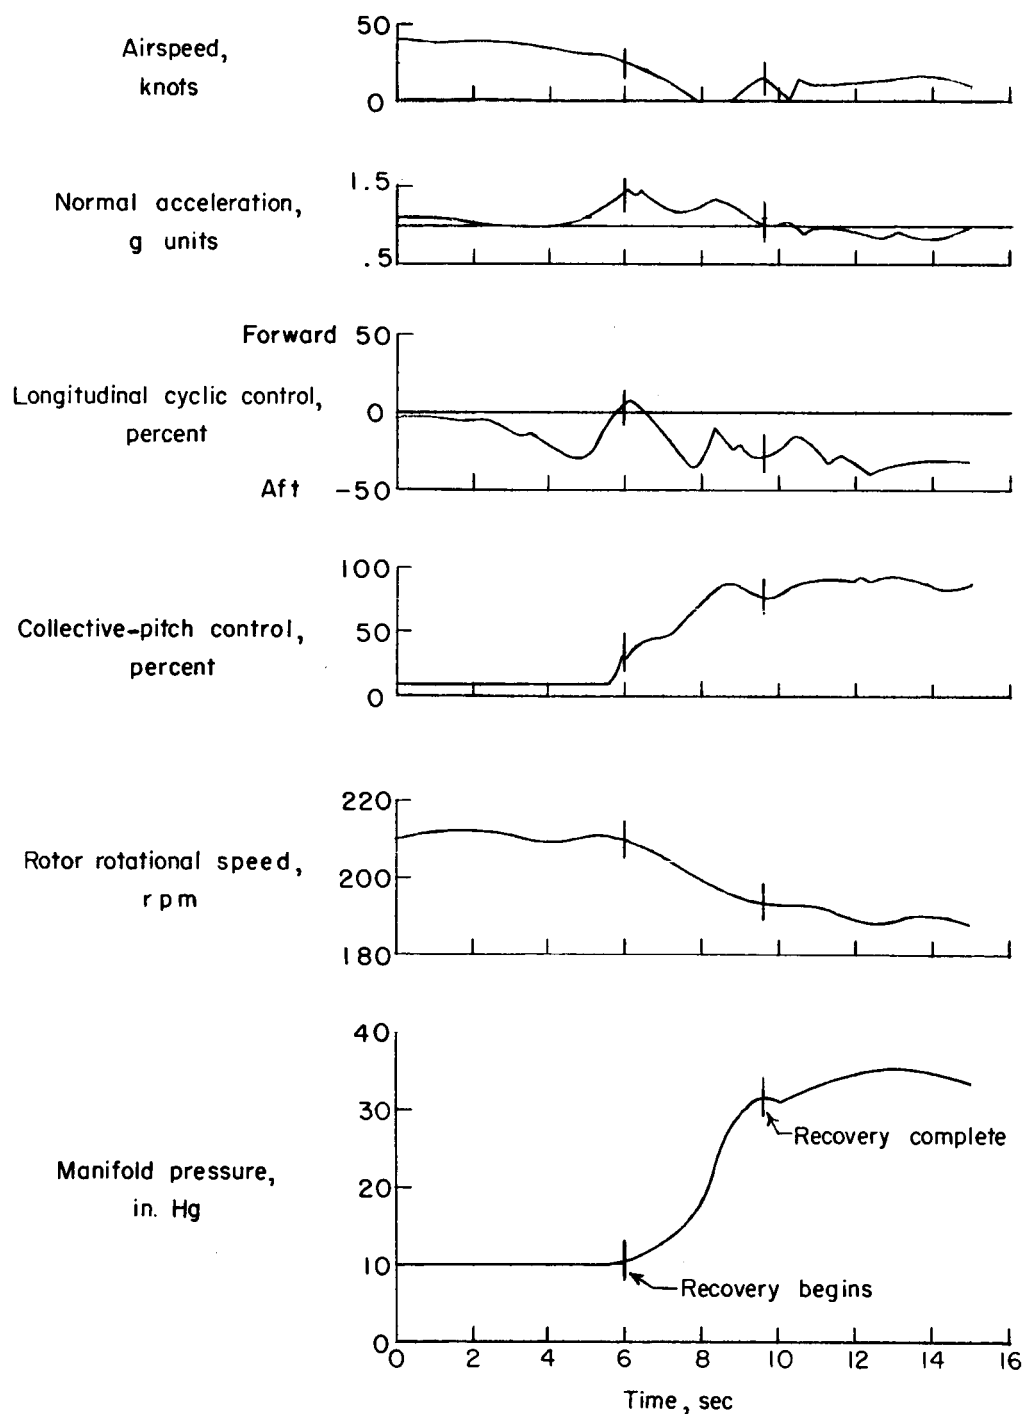 50
Airspeed,
knots
0
1.5
Normal acceleration,
g units
.5
Forward 50
Longitudinal cyclic control,
0
percent
Aft -50
100
Collective-pitch control,
50
percent
0
220
Rotor rotational speed,
200
rpm
180
40
30
Recovery complete
Manifold pressure,
20
in. Hg
10
Recovery begins
0
0 2 4 6 8 10 12 14 16
Time, sec